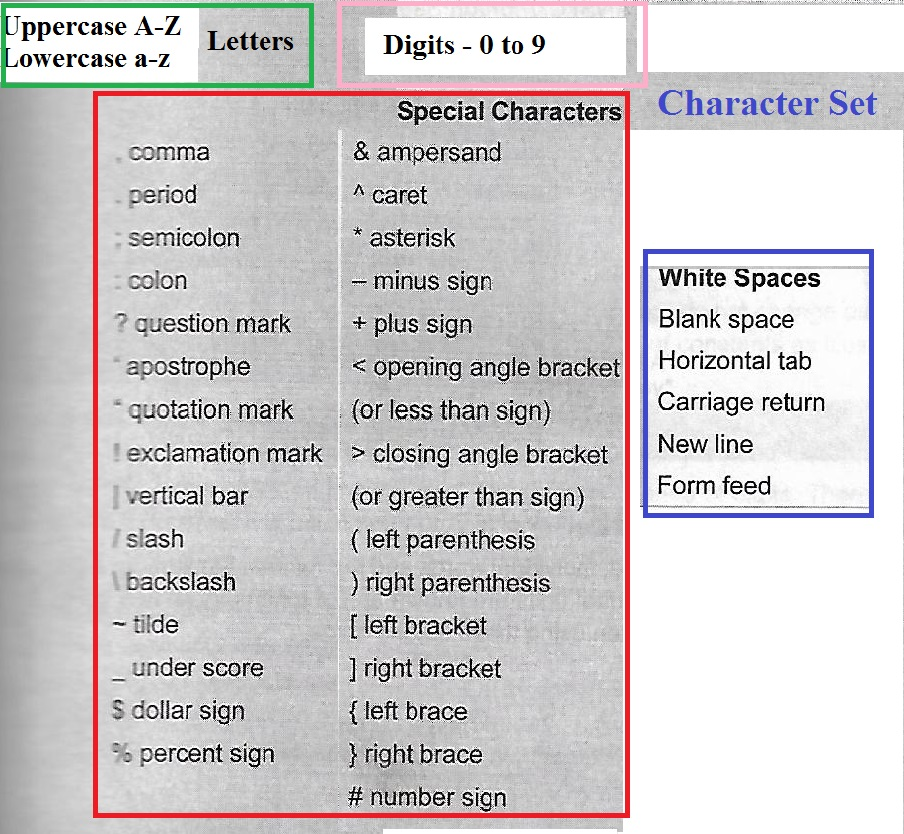 Uppercase A-Z
Lowercase a-z
Letters
Digits - 0 to 9
Character Set
Special Characters
, comma
. period
; semicolon
: colon
? question mark
' apostrophe
" quotation mark
! exclamation mark
| vertical bar
/ slash
\ backslash
~ tilde
_ under score
$ dollar sign
% percent sign
& ampersand
^ caret
* asterisk
– minus sign
+ plus sign
< opening angle bracket
(or less than sign)
> closing angle bracket
(or greater than sign)
( left parenthesis
) right parenthesis
[ left bracket
] right bracket
{ left brace
} right brace
# number sign
White Spaces
Blank space
Horizontal tab
Carriage return
New line
Form feed